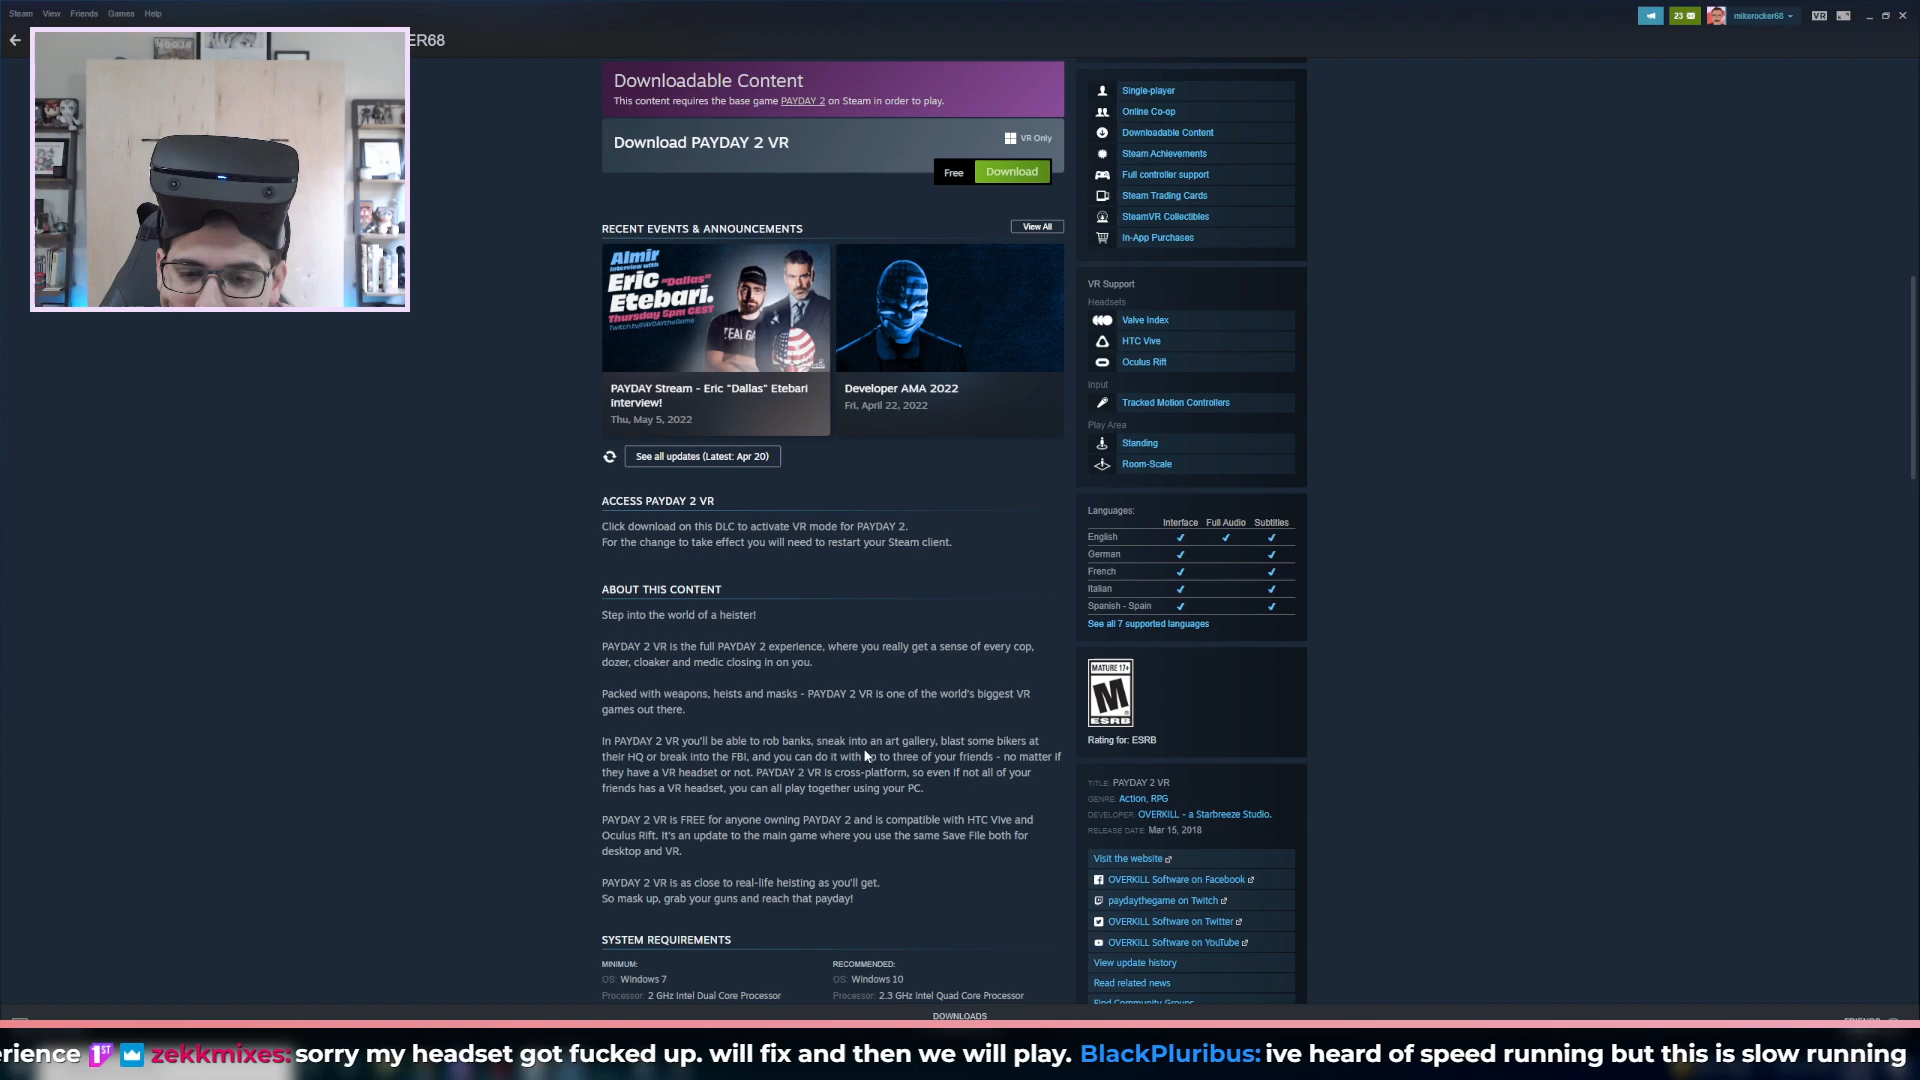 Steam View Friends Games Help
23 mikerocker68 VR
ER68
Downloadable Content
This content requires the base game PAYDAY 2 on Steam in order to play.
Download PAYDAY 2 VR
VR Only
Free Download
RECENT EVENTS & ANNOUNCEMENTS
View All
Almir
interview with
Eric "Dallas"
Etebari.
Thursday 5pm CEST
Twitch.tv/PAYDAYtheGame
PAYDAY Stream - Eric "Dallas" Etebari
interview!
Thu, May 5, 2022
Developer AMA 2022
Fri, April 22, 2022
See all updates (Latest: Apr 20)
ACCESS PAYDAY 2 VR
Click download on this DLC to activate VR mode for PAYDAY 2.
For the change to take effect you will need to restart your Steam client.
ABOUT THIS CONTENT
Step into the world of a heister!
PAYDAY 2 VR is the full PAYDAY 2 experience, where you really get a sense of every cop,
dozer, cloaker and medic closing in on you.
Packed with weapons, heists and masks - PAYDAY 2 VR is one of the world's biggest VR
games out there.
In PAYDAY 2 VR you'll be able to rob banks, sneak into an art gallery, blast some bikers at
their HQ or break into the FBI, and you can do it with up to three of your friends - no matter if
they have a VR headset or not. PAYDAY 2 VR is cross-platform, so even if not all of your
friends has a VR headset, you can all play together using your PC.
PAYDAY 2 VR is FREE for anyone owning PAYDAY 2 and is compatible with HTC Vive and
Oculus Rift. It's an update to the main game where you use the same Save File both for
desktop and VR.
PAYDAY 2 VR is as close to real-life heisting as you'll get.
So mask up, grab your guns and reach that payday!
SYSTEM REQUIREMENTS
MINIMUM:
OS: Windows 7
Processor: 2 GHz Intel Dual Core Processor
RECOMMENDED:
OS: Windows 10
Processor: 2.3 GHz Intel Quad Core Processor
Single-player
Online Co-op
Downloadable Content
Steam Achievements
Full controller support
Steam Trading Cards
SteamVR Collectibles
In-App Purchases
VR Support
Headsets
Valve Index
HTC Vive
Oculus Rift
Input
Tracked Motion Controllers
Play Area
Standing
Room-Scale
Languages:
Interface Full Audio Subtitles
English ✔ ✔ ✔
German ✔ ✔
French ✔ ✔
Italian ✔ ✔
Spanish - Spain ✔ ✔
See all 7 supported languages
MATURE 17+
M
ESRB
Rating for: ESRB
TITLE: PAYDAY 2 VR
GENRE: Action, RPG
DEVELOPER: OVERKILL - a Starbreeze Studio.
RELEASE DATE: Mar 15, 2018
Visit the website
OVERKILL Software on Facebook
paydaythegame on Twitch
OVERKILL Software on Twitter
OVERKILL Software on YouTube
View update history
Read related news
Find Community Groups
DOWNLOADS
erience 1ST zekkmixes: sorry my headset got fucked up. will fix and then we will play. BlackPluribus: ive heard of speed running but this is slow running